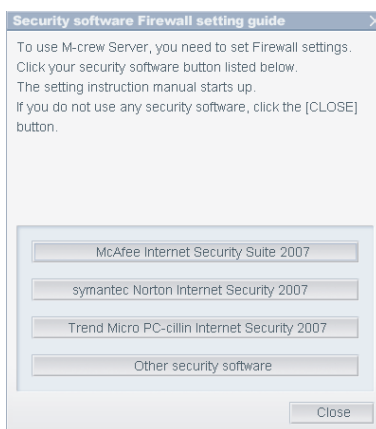 Security software Firewall setting guide
To use M-crew Server, you need to set Firewall settings.
Click your security software button listed below.
The setting instruction manual starts up.
If you do not use any security software, click the [CLOSE]
button.
McAfee Internet Security Suite 2007
symantec Norton Internet Security 2007
Trend Micro PC-cillin Internet Security 2007
Other security software
Close